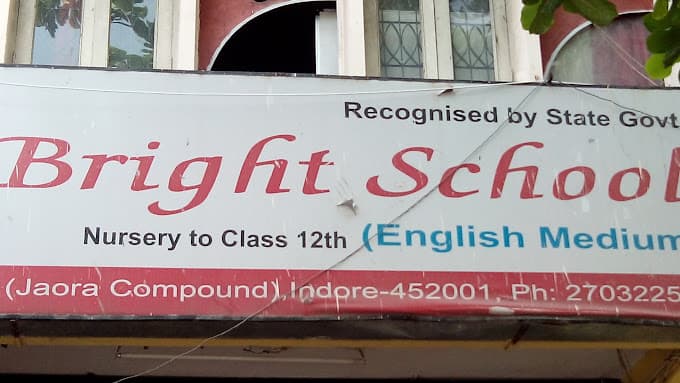 Recognised by State Govt.
Bright School
Nursery to Class 12th (English Medium
(Jaora Compound), Indore-452001, Ph: 2703225